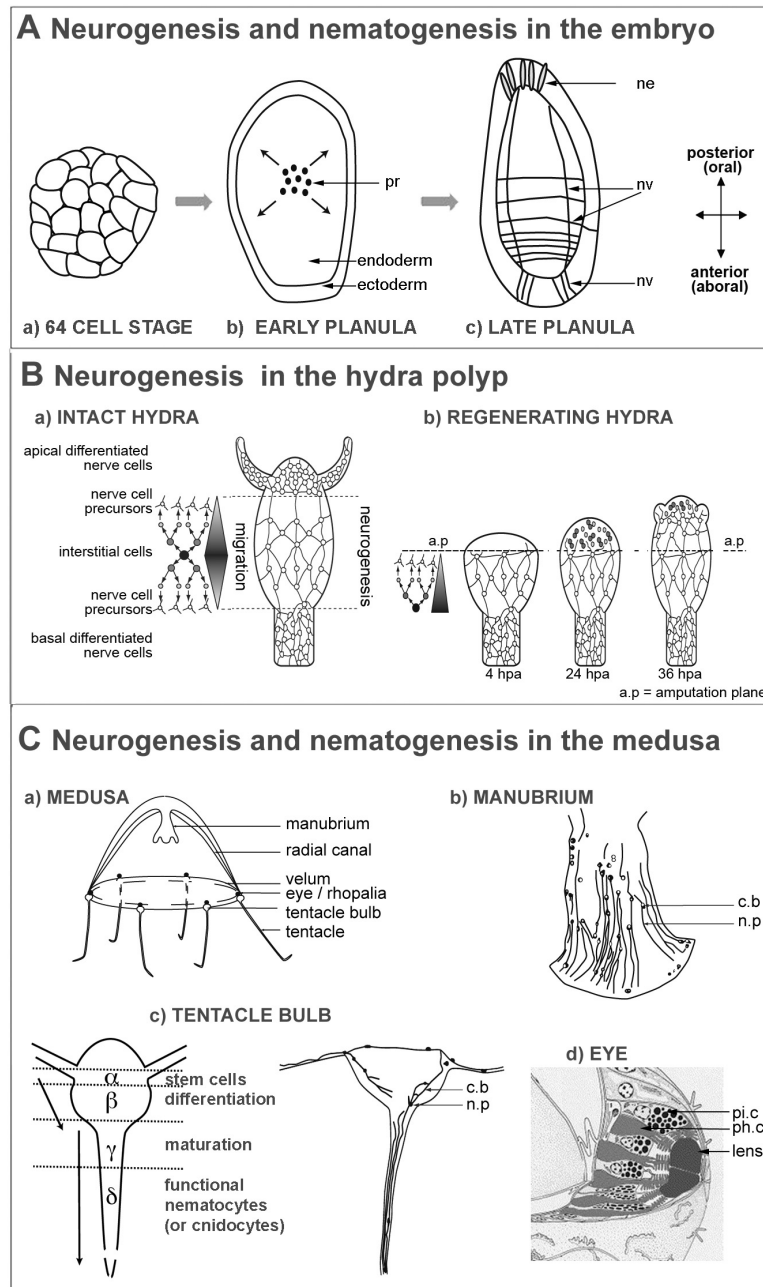 A Neurogenesis and nematogenesis in the embryo
ne
posterior
(oral)
pr
nv
endoderm
ectoderm
nv
anterior
(aboral)
a) 64 CELL STAGE
b) EARLY PLANULA
c) LATE PLANULA
B Neurogenesis in the hydra polyp
a) INTACT HYDRA
b) REGENERATING HYDRA
apical differentiated
nerve cells
nerve cell
precursors
interstitial cells
nerve cell
precursors
basal differentiated
nerve cells
migration
neurogenesis
a.p
a.p
4 hpa
24 hpa
36 hpa
a.p = amputation plane
C Neurogenesis and nematogenesis in the medusa
a) MEDUSA
manubrium
radial canal
velum
eye / rhopalia
tentacle bulb
tentacle
b) MANUBRIUM
8
c.b
n.p
c) TENTACLE BULB
α
β
γ
δ
stem cells
differentiation
maturation
functional
nematocytes
(or cnidocytes)
c.b
n.p
d) EYE
pi.c
ph.c
lens